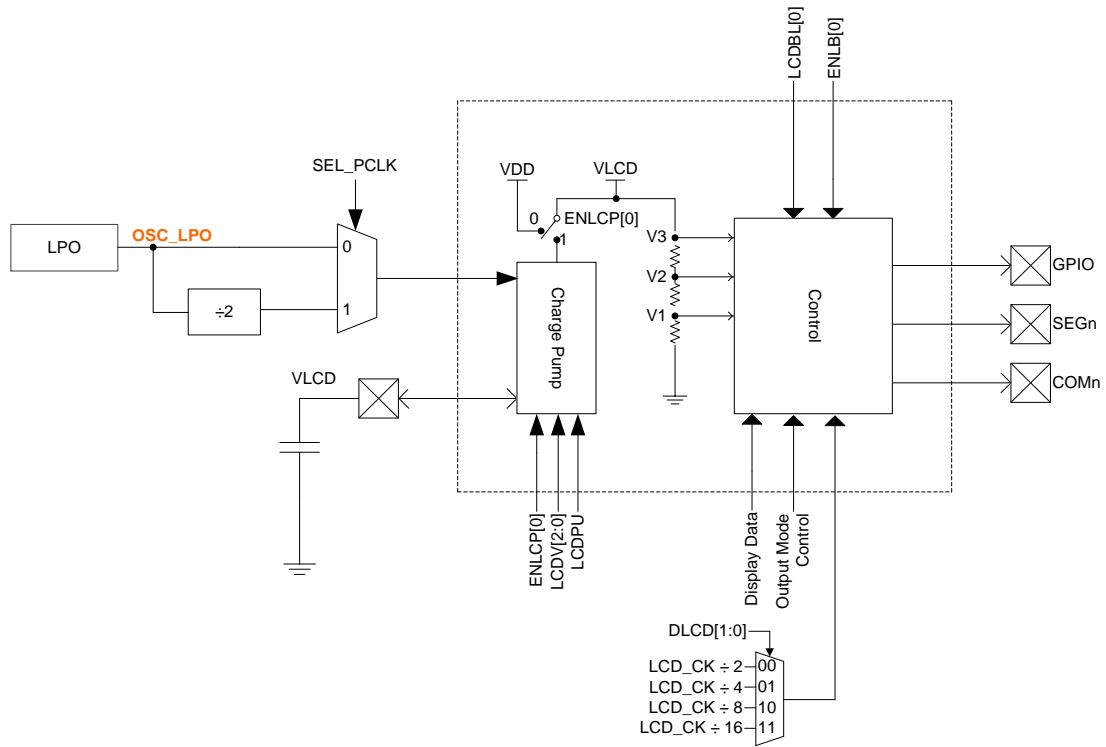 LCDBL[0]
ENLB[0]
SEL_PCLK
VDD
VLCD
0
ENLCP[0]
1
LPO
OSC_LPO
0
÷2
1
Charge Pump
V3
V2
V1
Control
GPIO
SEGn
COMn
VLCD
ENLCP[0]
LCDV[2:0]
LCDPU
Display Data
Output Mode
Control
DLCD[1:0]
LCD_CK ÷ 2 00
LCD_CK ÷ 4 01
LCD_CK ÷ 8 10
LCD_CK ÷ 16 11